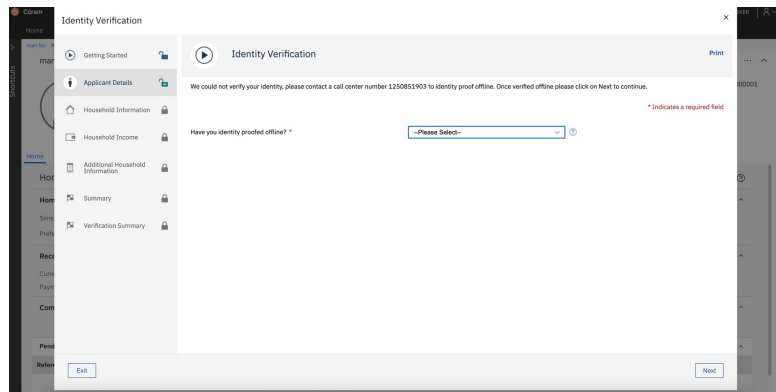 Cúram
Identity Verification
×
Home
Shortcuts
Getting Started
Identity Verification
Print
Applicant Details
We could not verify your identity, please contact a call center number 1250851903 to identity proof offline. Once verified offline please click on Next to continue.
* Indicates a required field
Household Information
Household Income
Have you identity proofed offline? *
--Please Select--
Home
Additional Household
Information
Summary
Verification Summary
Exit
Next